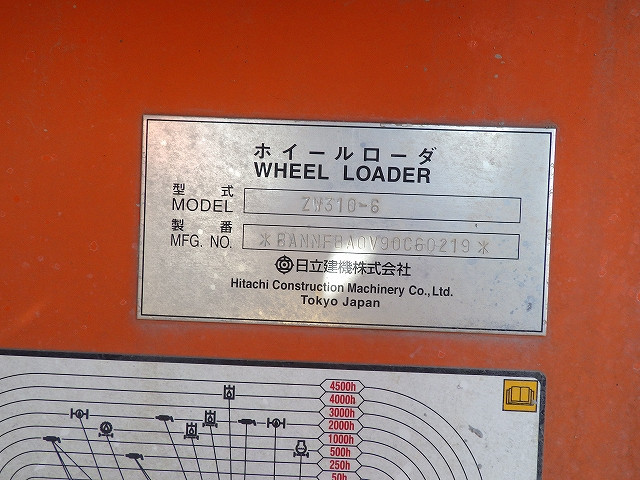 ホイールローダ
WHEEL LOADER
型式
MODEL ZW310-6
製番
MFG. NO. *BANNFBA0V90C60219*
日立建機株式会社
Hitachi Construction Machinery Co., Ltd.
Tokyo Japan
4500h
4000h
3000h
2000h
1000h
500h
250h
50h